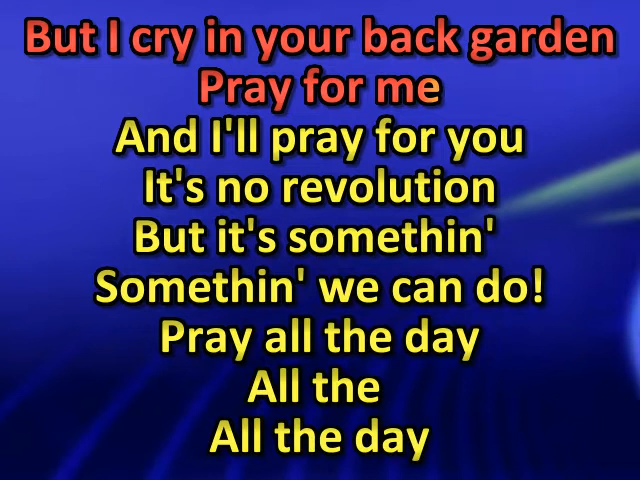 But I cry in your back garden
Pray for me
And I'll pray for you
It's no revolution
But it's somethin'
Somethin' we can do!
Pray all the day
All the
All the day